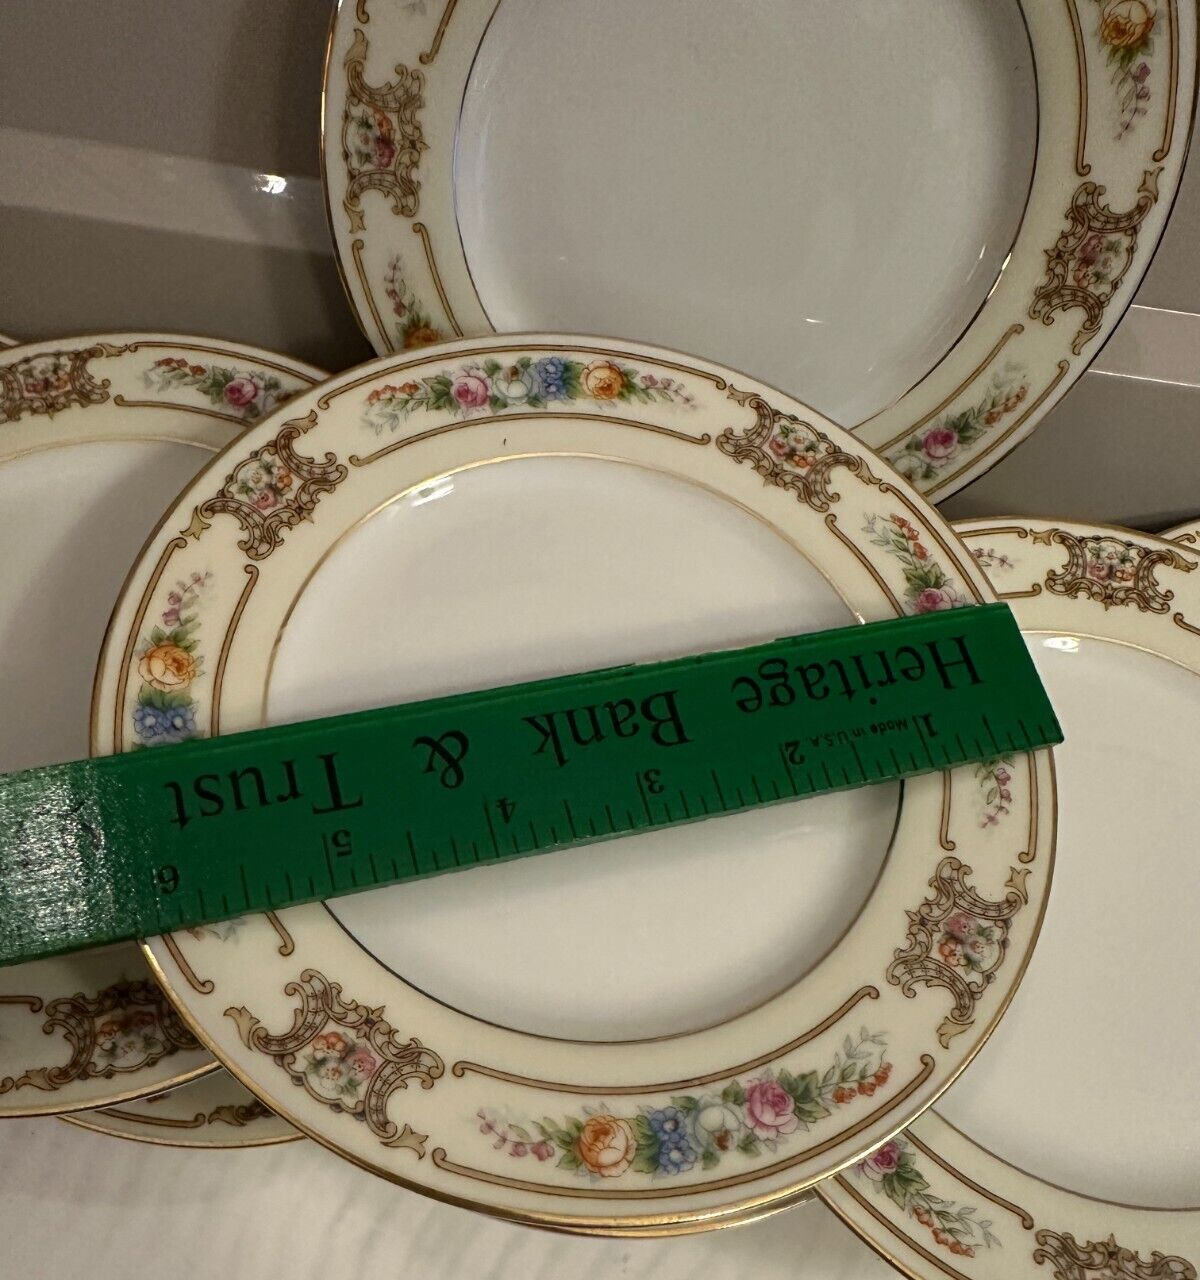 Heritage Bank & Trust
Made in U.S.A.
1 2 3 4 5 6